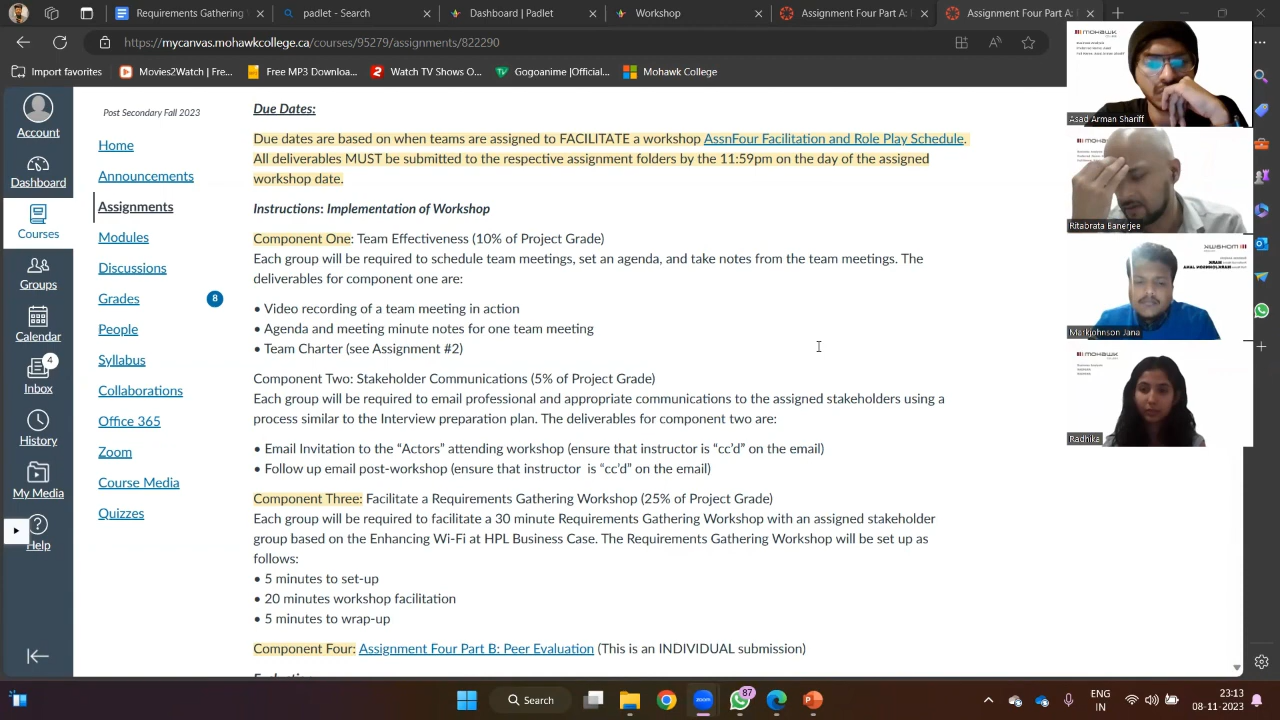 Requirements Gathering
Padlet - Search
My Padlets
Assignment Four Part A
Assignment Four Part A:
Import favorites
Movies2Watch | Free
Free MP3 Downloa...
Watch TV Shows Onli...
Gogoanime
Mohawk College
Account
Courses
Groups
Calendar
4
Inbox
History
My Media
Help
Post Secondary Fall 2023
Home
Announcements
Assignments
Modules
Discussions
Grades
8
People
Syllabus
Collaborations
Office 365
Zoom
Course Media
Quizzes
Due Dates:
Due dates are based on when teams are assigned to FACILITATE a workshop AssnFour Facilitation and Role Play Schedule.
All deliverables MUST be submitted to the respective assignment folders by the 11:59pm on the day of the assigned
workshop date.
Instructions: Implementation of Workshop
Component One: Team Effectiveness (10% of Project Grade)
Each group will be required to schedule team meetings, set an agenda, and take notes from the team meetings. The
deliverables for component one are:
• Video recording of a team meeting in action
• Agenda and meeting minute notes for one team meeting
• Team Charter (see Assignment #2)
Component Two: Stakeholder Communications (5% of Project Grade)
Each group will be required to end professional and appropriate communications to the assigned stakeholders using a
process similar to the interview preparation plan. The deliverables for component two are:
• Email Invitation to the "Actors" attending workshop (ensure that instructor is "cc'd" on the email)
• Follow up email post-workshop (ensure that instructor is "cc'd" on the email)
Component Three: Facilitate a Requirements Gathering Workshop (25% of Project Grade)
Each group will be required to facilitate a 30 minute Requirements Gathering Workshop with an assigned stakeholder
group based on the Enhancing Wi-Fi at HPL Business Case. The Requirements Gathering Workshop will be set up as
follows:
• 5 minutes to set-up
• 20 minutes workshop facilitation
• 5 minutes to wrap-up
Component Four: Assignment Four Part B: Peer Evaluation (This is an INDIVIDUAL submission)
mohawk
Asad Arman Shariff
Ritabrata Banerjee
mohawk
Markjohnson Jana
mohawk
Radhika
Search
87
ENG
IN
23:13
08-11-2023